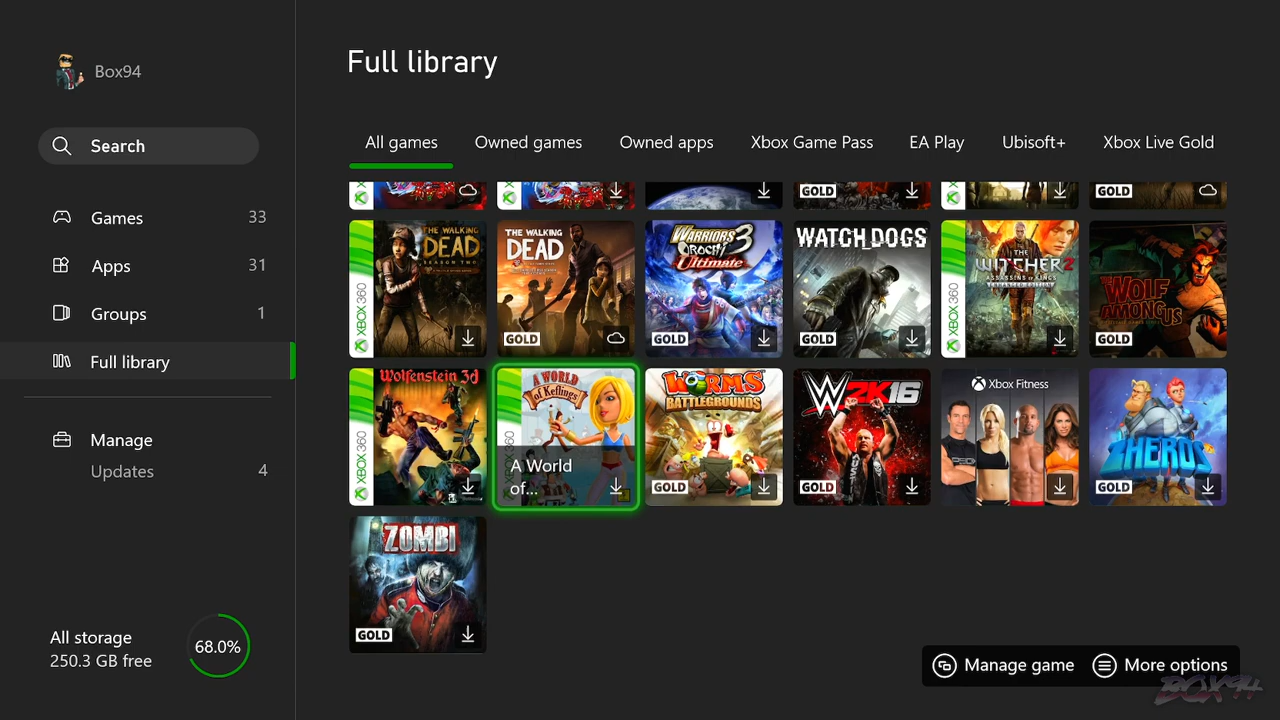 Box94
Full library
Search
All games
Owned games
Owned apps
Xbox Game Pass
EA Play
Ubisoft+
Xbox Live Gold
Games 33
Apps 31
Groups 1
Full library
Manage
Updates 4
All storage
250.3 GB free
68.0%
GOLD
GOLD
XBOX 360
THE WALKING
DEAD
SEASON TWO
THE WALKING
DEAD
GOLD
WARRIORS
OROCHI 3
Ultimate
GOLD
WATCH DOGS
GOLD
XBOX 360
THE
WITCHER 2
ASSASSINS OF KINGS
ENHANCED EDITION
THE
WOLF
AMONG US
GOLD
XBOX 360
Wolfenstein 3d
XBOX 360
A WORLD
of Keflings
A World
of...
WORMS
BATTLEGROUNDS
GOLD
W 2K16
GOLD
Xbox Fitness
ZHEROS
GOLD
ZOMBI
GOLD
Manage game
More options
BOX94